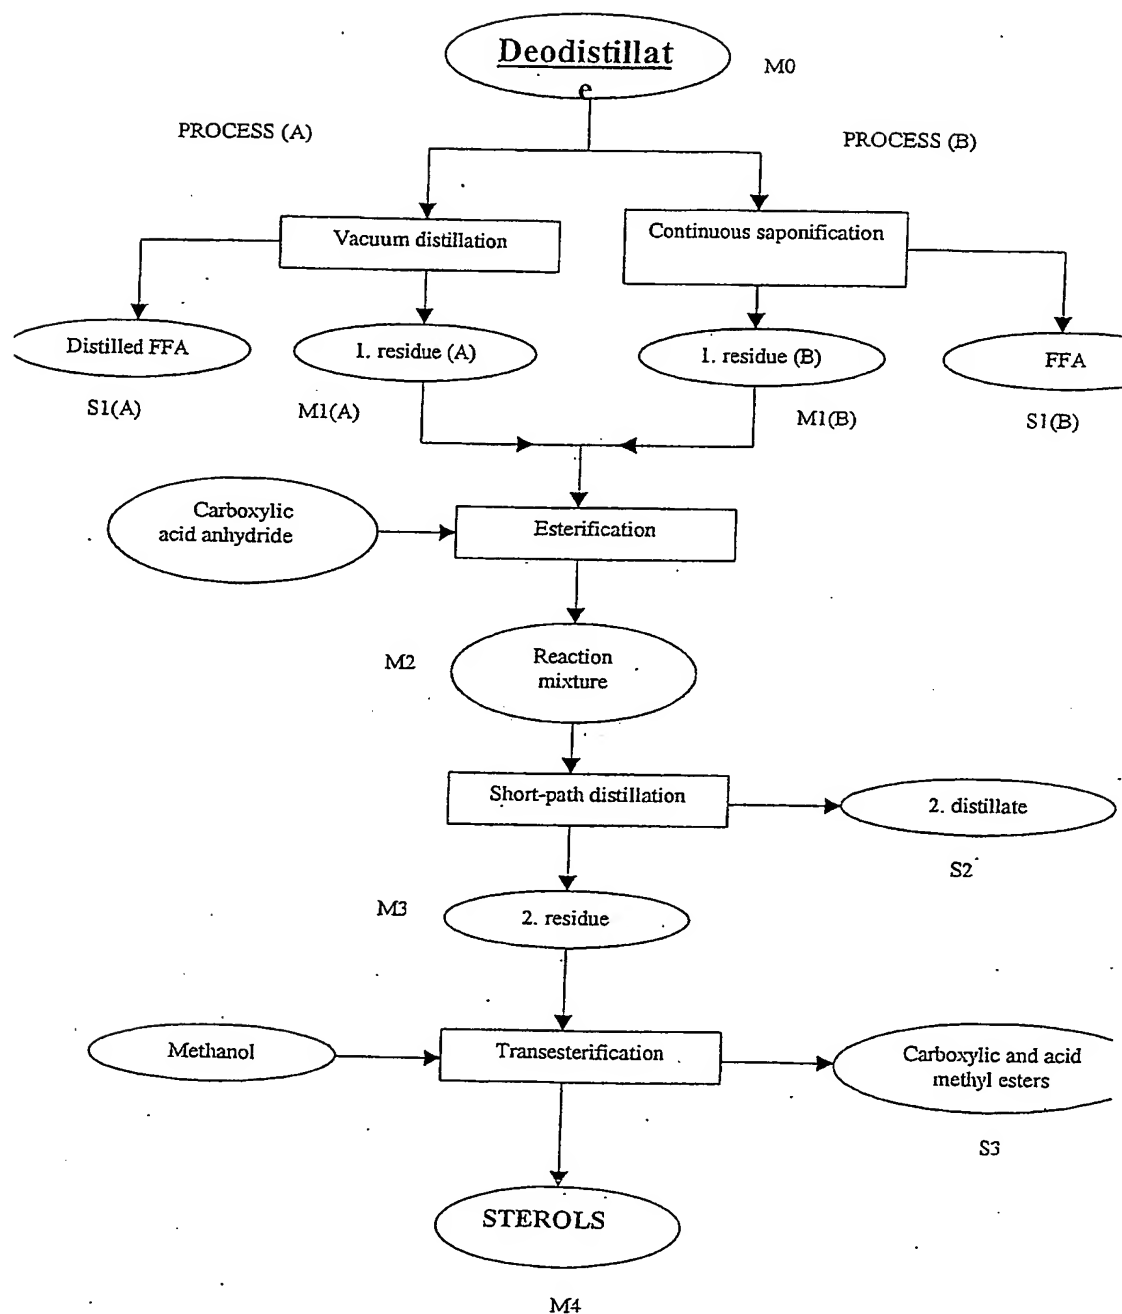 Deodistillat
e
M0
PROCESS (A)
PROCESS (B)
Vacuum distillation
Continuous saponification
Distilled FFA
1. residue (A)
1. residue (B)
FFA
S1(A)
M1(A)
M1(B)
S1(B)
Carboxylic
acid anhydride
Esterification
M2
Reaction
mixture
Short-path distillation
2. distillate
S2
M3
2. residue
Methanol
Transesterification
Carboxylic and acid
methyl esters
S3
STEROLS
M4